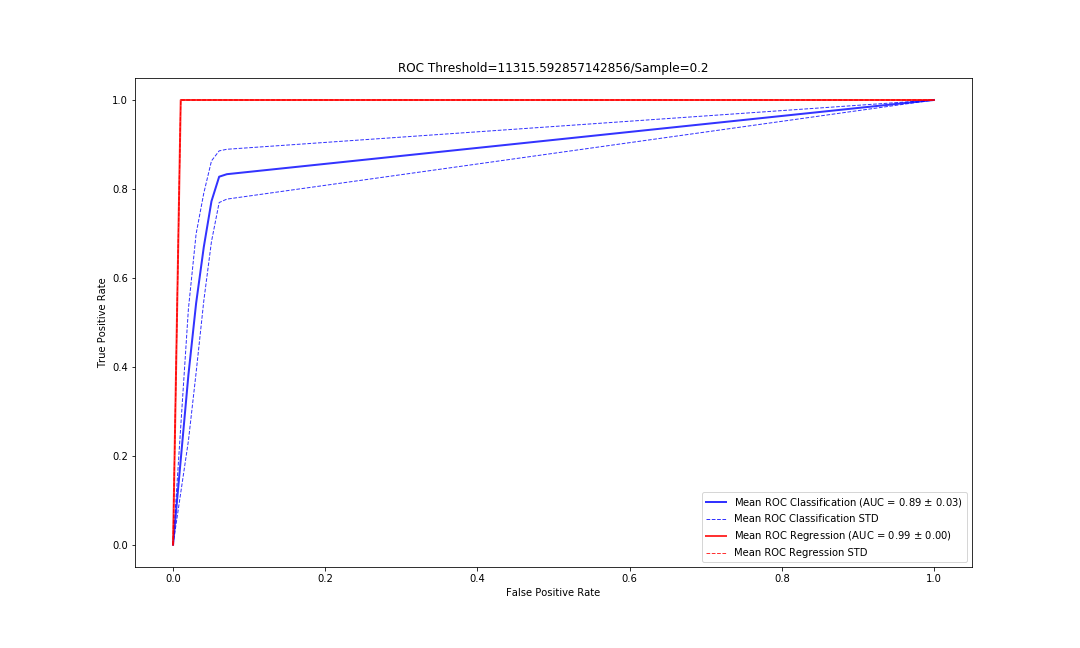 ROC Threshold=11315.592857142856/Sample=0.2
1.0
0.8
0.6
0.4
0.2
0.0
True Positive Rate
Mean ROC Classification (AUC = 0.89 ± 0.03)
Mean ROC Classification STD
Mean ROC Regression (AUC = 0.99 ± 0.00)
Mean ROC Regression STD
0.0 0.2 0.4 0.6 0.8 1.0
False Positive Rate